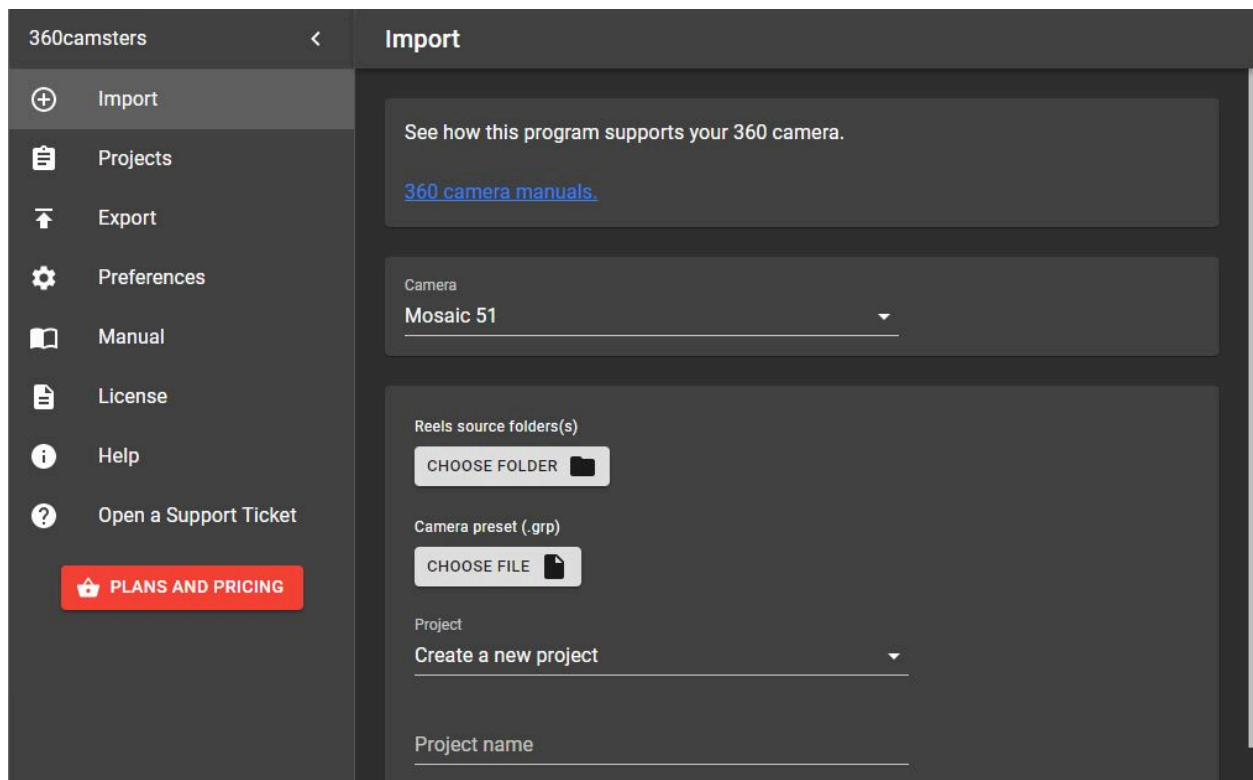 360camsters
Import
Projects
Export
Preferences
Manual
License
Help
Open a Support Ticket
PLANS AND PRICING
Import
See how this program supports your 360 camera.
360 camera manuals.
Camera
Mosaic 51
Reels source folders(s)
CHOOSE FOLDER
Camera preset (.grp)
CHOOSE FILE
Project
Create a new project
Project name